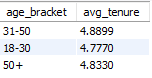 age_bracket avg_tenure
31-50 4.8899
18-30 4.7770
50+ 4.8330